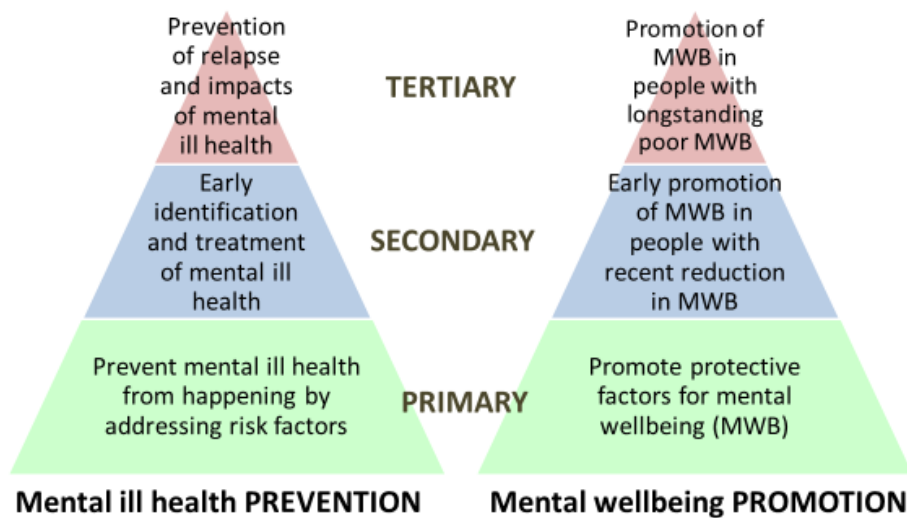 Prevention
of relapse
and impacts
of mental
ill health
TERTIARY
Promotion of
MWB in
people with
longstanding
poor MWB
Early
identification
and treatment
of mental ill
health
SECONDARY
Early promotion
of MWB in
people with
recent reduction
in MWB
Prevent mental ill health
from happening by
addressing risk factors
PRIMARY
Promote protective
factors for mental
wellbeing (MWB)
Mental ill health PREVENTION
Mental wellbeing PROMOTION